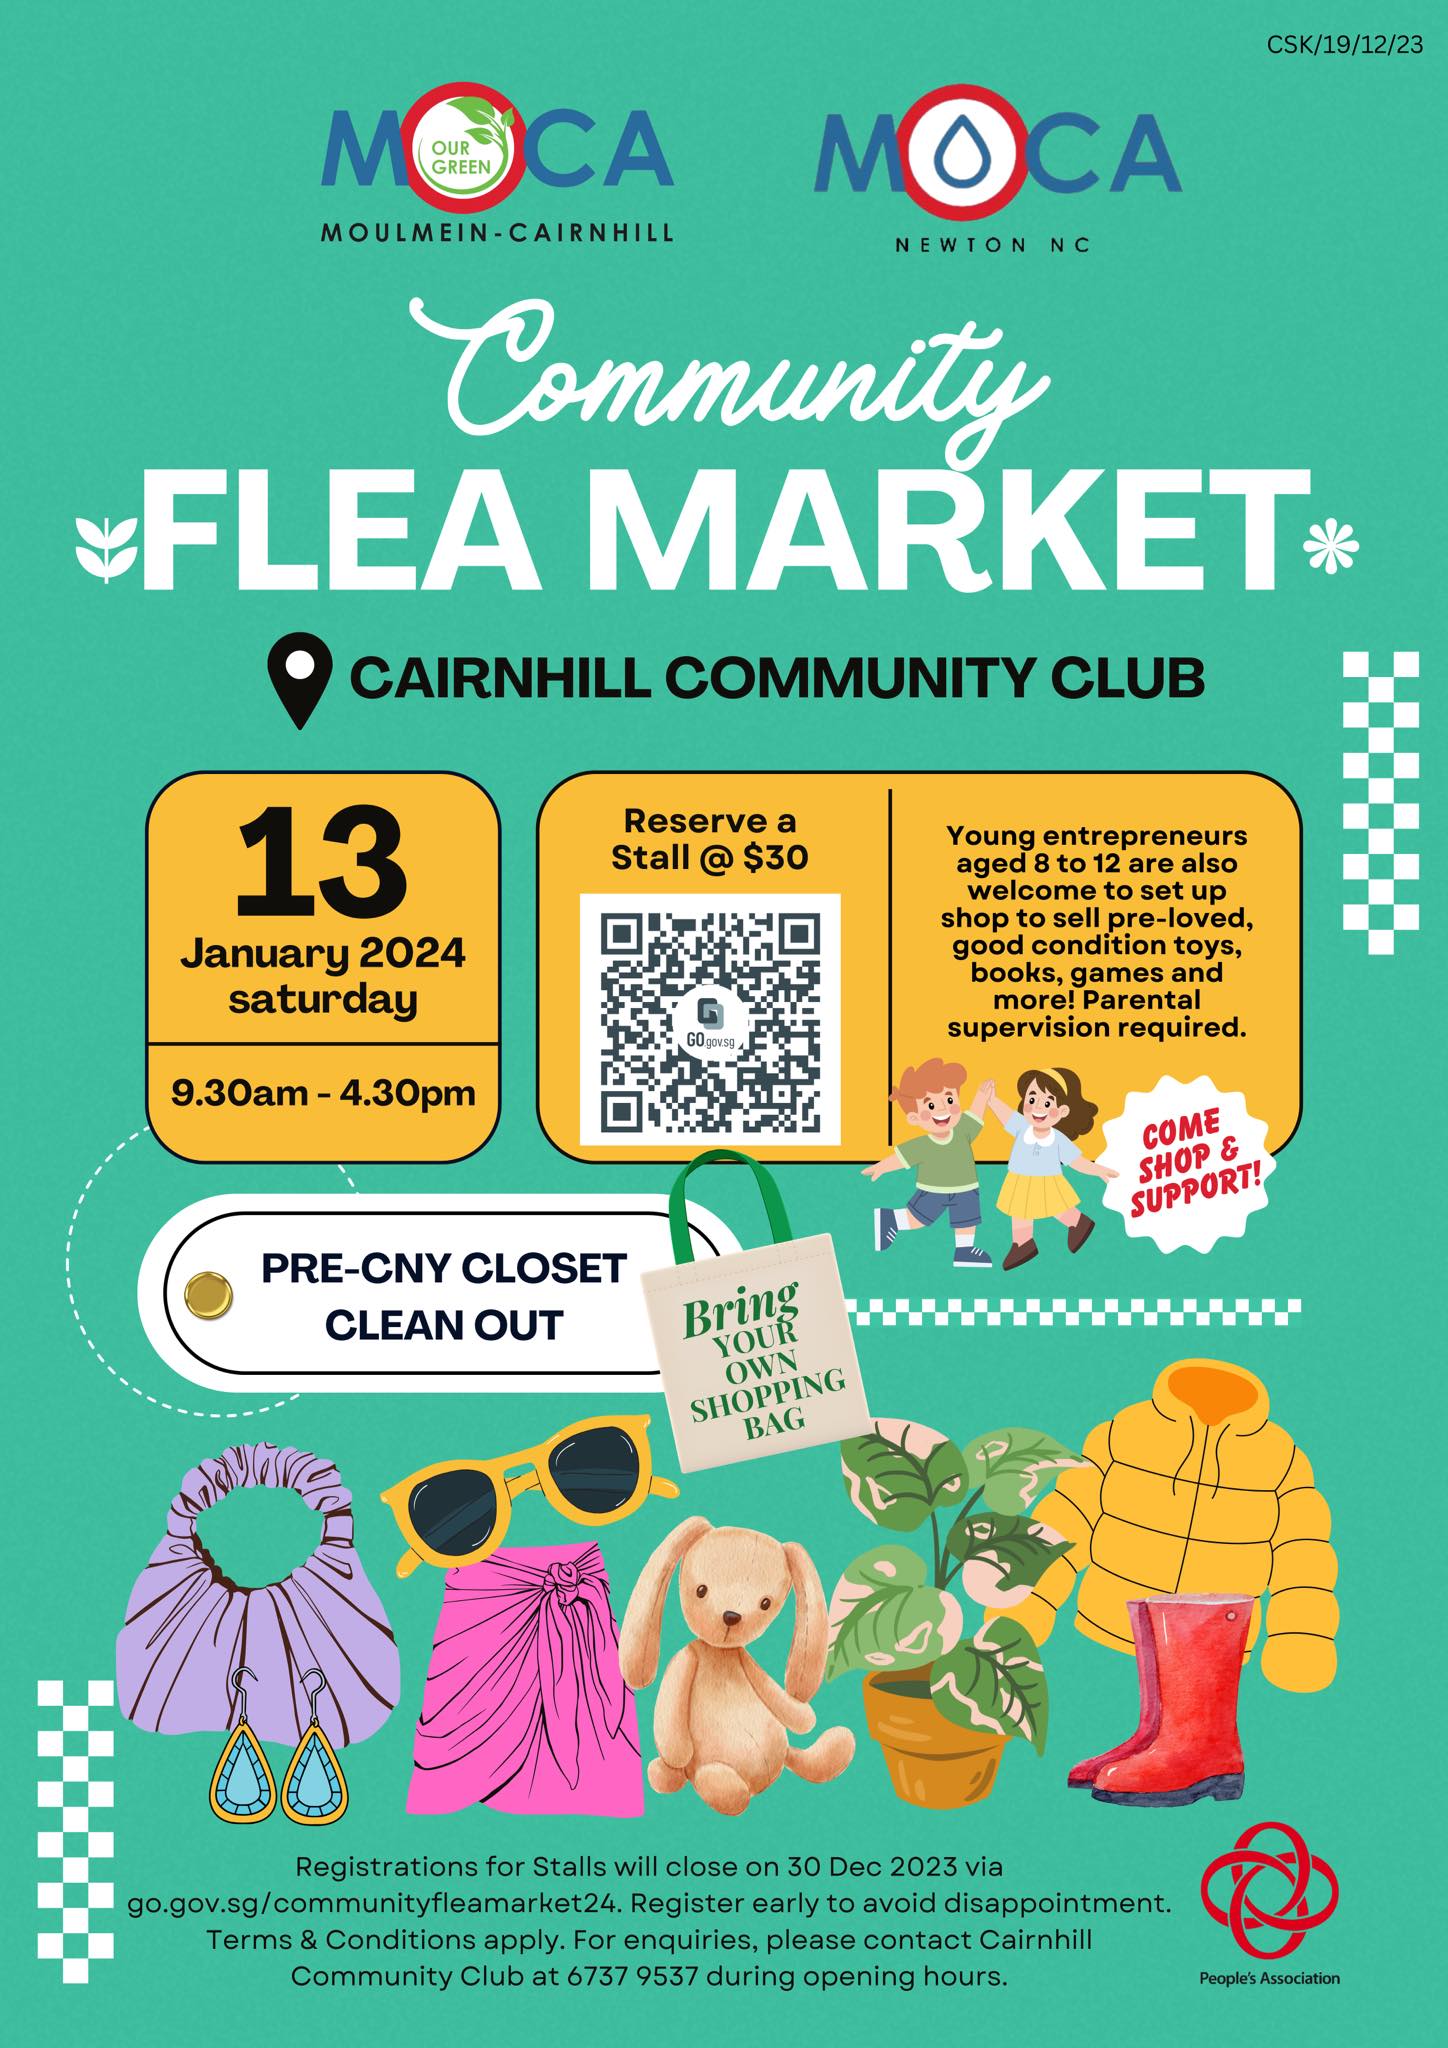 CSK/19/12/23
MOCA
OUR
GREEN
MOULMEIN-CAIRNHILL
MOCA
NEWTON NC
Community
FLEA MARKET
CAIRNHILL COMMUNITY CLUB
13
January 2024
saturday
9.30am - 4.30pm
Reserve a
Stall @ $30
GO.gov.sg
Young entrepreneurs
aged 8 to 12 are also
welcome to set up
shop to sell pre-loved,
good condition toys,
books, games and
more! Parental
supervision required.
COME
SHOP &
SUPPORT!
PRE-CNY CLOSET
CLEAN OUT
Bring
YOUR
OWN
SHOPPING
BAG
Registrations for Stalls will close on 30 Dec 2023 via
go.gov.sg/communityfleamarket24. Register early to avoid disappointment.
Terms & Conditions apply. For enquiries, please contact Cairnhill
Community Club at 6737 9537 during opening hours.
People's Association